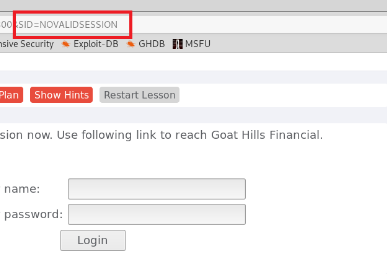 00&SID=NOVALIDSESSION
nsive Security Exploit-DB GHDB MSFU
Plan Show Hints Restart Lesson
sion now. Use following link to reach Goat Hills Financial.
name:
password:
Login